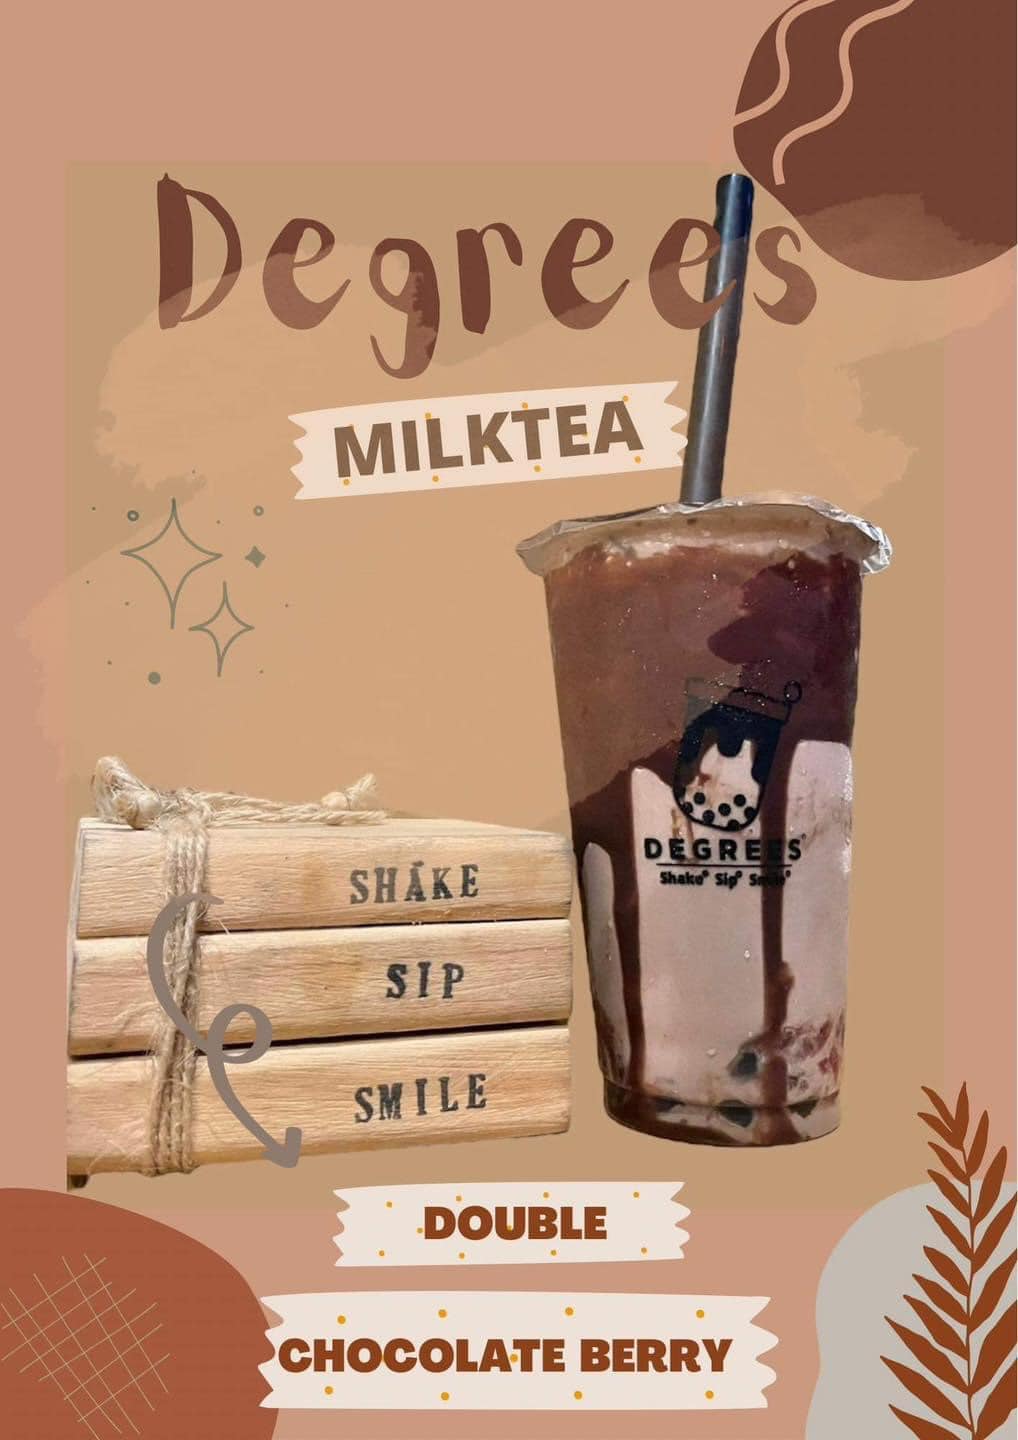 Degrees
MILKTEA
DEGREES
Shake° Sip° Smile°
SHAKE
SIP
SMILE
DOUBLE
CHOCOLATE BERRY